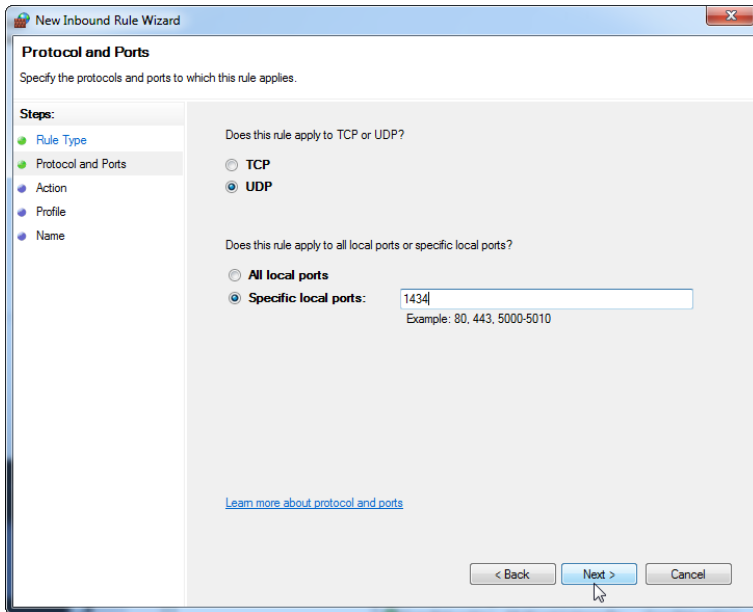 New Inbound Rule Wizard
Protocol and Ports
Specify the protocols and ports to which this rule applies.
Steps:
Rule Type
Protocol and Ports
Action
Profile
Name
Does this rule apply to TCP or UDP?
TCP
UDP
Does this rule apply to all local ports or specific local ports?
All local ports
Specific local ports: 1434
Example: 80, 443, 5000-5010
Learn more about protocol and ports
< Back Next > Cancel